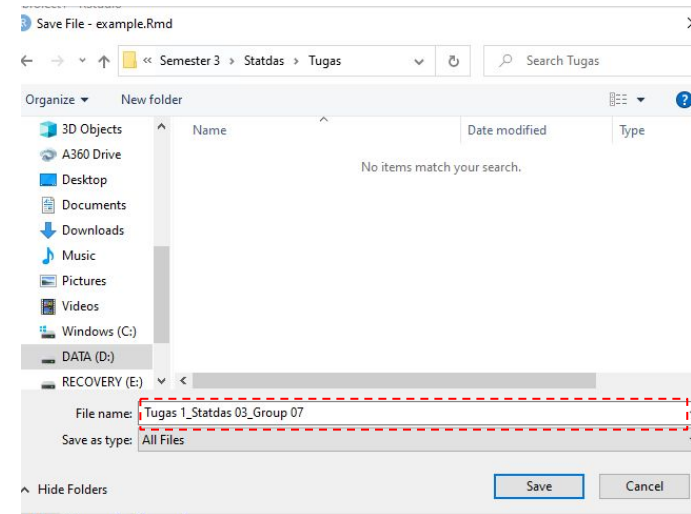 Save File - example.Rmd
« Semester 3 › Statdas › Tugas
Search Tugas
Organize
New folder
?
Name
Date modified
Type
No items match your search.
3D Objects
A360 Drive
Desktop
Documents
Downloads
Music
Pictures
Videos
Windows (C:)
DATA (D:)
RECOVERY (E:)
File name: Tugas 1_Statdas 03_Group 07
Save as type: All Files
Hide Folders
Save
Cancel